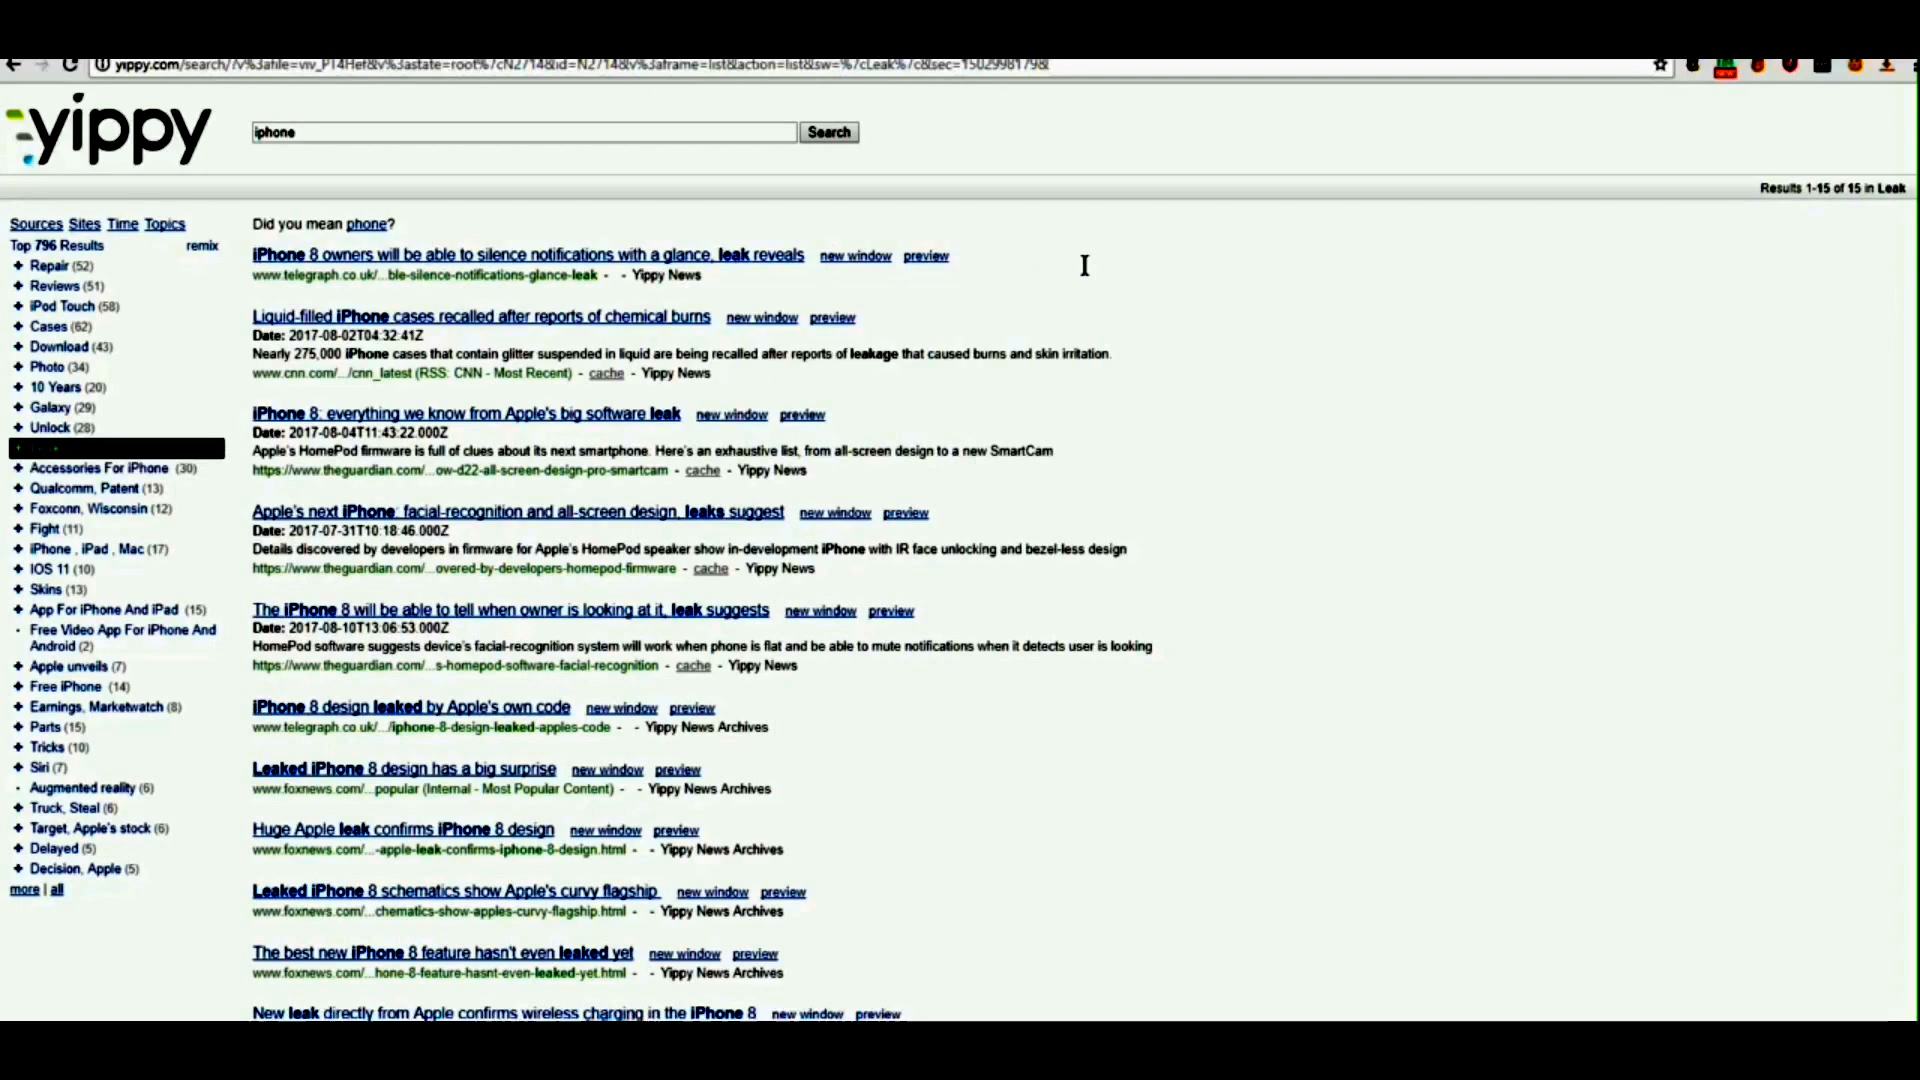 yippy.com/search/?v%3afile=viv_PT4Hef&v%3astate=root%7cN2714&id=N2714&v%3aframe=list&action=list&sw=%7cLeak%7c&sec=1502998179&
yippy
iphone
Search
Results 1-15 of 15 in Leak
Sources Sites Time Topics
Top 796 Results remix
Repair (52)
Reviews (51)
iPod Touch (58)
Cases (62)
Download (43)
Photo (34)
10 Years (20)
Galaxy (29)
Unlock (28)
Accessories For iPhone (30)
Qualcomm, Patent (13)
Foxconn, Wisconsin (12)
Fight (11)
iPhone , iPad , Mac (17)
IOS 11 (10)
Skins (13)
App For iPhone And iPad (15)
Free Video App For iPhone And
Android (2)
Apple unveils (7)
Free iPhone (14)
Earnings, Marketwatch (8)
Parts (15)
Tricks (10)
Siri (7)
Augmented reality (6)
Truck, Steal (6)
Target, Apple's stock (6)
Delayed (5)
Decision, Apple (5)
more | all
Did you mean phone?
iPhone 8 owners will be able to silence notifications with a glance, leak reveals new window preview
www.telegraph.co.uk/...ble-silence-notifications-glance-leak - - Yippy News
Liquid-filled iPhone cases recalled after reports of chemical burns new window preview
Date: 2017-08-02T04:32:41Z
Nearly 275,000 iPhone cases that contain glitter suspended in liquid are being recalled after reports of leakage that caused burns and skin irritation.
www.cnn.com/.../cnn_latest (RSS: CNN - Most Recent) - cache - Yippy News
iPhone 8: everything we know from Apple's big software leak new window preview
Date: 2017-08-04T11:43:22.000Z
Apple's HomePod firmware is full of clues about its next smartphone. Here's an exhaustive list, from all-screen design to a new SmartCam
https://www.theguardian.com/...ow-d22-all-screen-design-pro-smartcam - cache - Yippy News
Apple's next iPhone: facial-recognition and all-screen design, leaks suggest new window preview
Date: 2017-07-31T10:18:46.000Z
Details discovered by developers in firmware for Apple's HomePod speaker show in-development iPhone with IR face unlocking and bezel-less design
https://www.theguardian.com/...overed-by-developers-homepod-firmware - cache - Yippy News
The iPhone 8 will be able to tell when owner is looking at it, leak suggests new window preview
Date: 2017-08-10T13:06:53.000Z
HomePod software suggests device's facial-recognition system will work when phone is flat and be able to mute notifications when it detects user is looking
https://www.theguardian.com/...s-homepod-software-facial-recognition - cache - Yippy News
iPhone 8 design leaked by Apple's own code new window preview
www.telegraph.co.uk/.../iphone-8-design-leaked-apples-code - - Yippy News Archives
Leaked iPhone 8 design has a big surprise new window preview
www.foxnews.com/...popular (Internal - Most Popular Content) - - Yippy News Archives
Huge Apple leak confirms iPhone 8 design new window preview
www.foxnews.com/...-apple-leak-confirms-iphone-8-design.html - - Yippy News Archives
Leaked iPhone 8 schematics show Apple's curvy flagship new window preview
www.foxnews.com/...chematics-show-apples-curvy-flagship.html - - Yippy News Archives
The best new iPhone 8 feature hasn't even leaked yet new window preview
www.foxnews.com/...hone-8-feature-hasnt-even-leaked-yet.html - - Yippy News Archives
New leak directly from Apple confirms wireless charging in the iPhone 8 new window preview